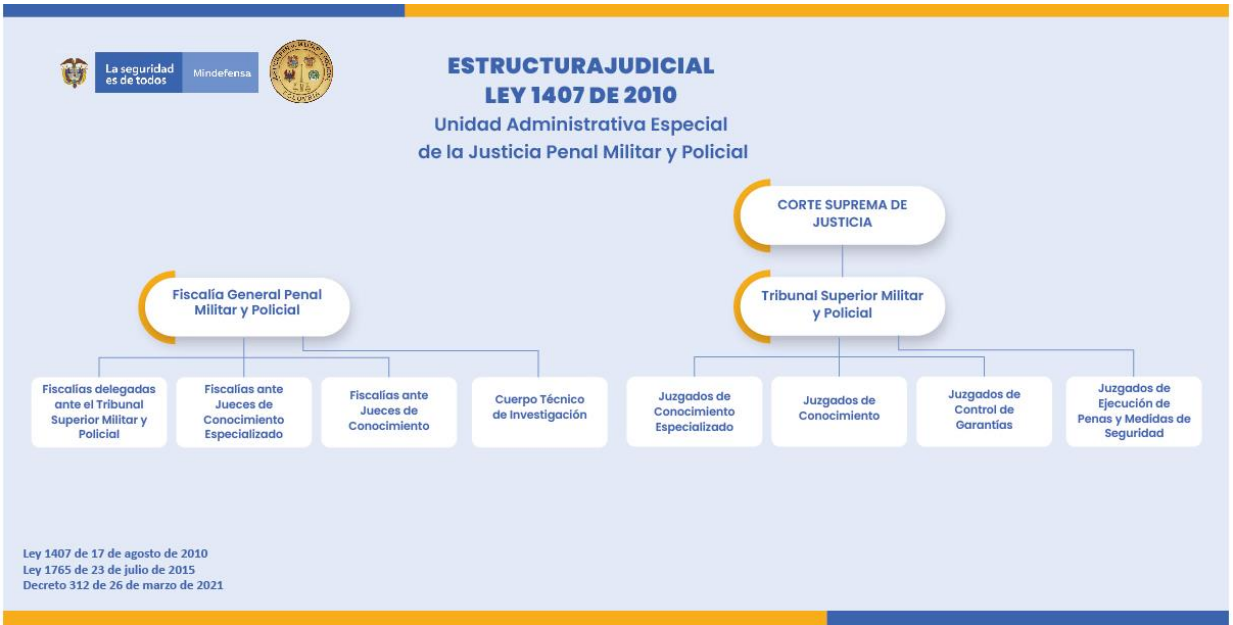 La seguridad
es de todos
Mindefensa
ESTRUCTURAJUDICIAL
LEY 1407 DE 2010
Unidad Administrativa Especial
de la Justicia Penal Militar y Policial
CORTE SUPREMA DE
JUSTICIA
Fiscalía General Penal
Militar y Policial
Tribunal Superior Militar
y Policial
Fiscalías delegadas
ante el Tribunal
Superior Militar y
Policial
Fiscalías ante
Jueces de
Conocimiento
Especializado
Fiscalías ante
Jueces de
Conocimiento
Cuerpo Técnico
de Investigación
Juzgados de
Conocimiento
Especializado
Juzgados de
Conocimiento
Juzgados de
Control de
Garantías
Juzgados de
Ejecución de
Penas y Medidas de
Seguridad
Ley 1407 de 17 de agosto de 2010
Ley 1765 de 23 de julio de 2015
Decreto 312 de 26 de marzo de 2021